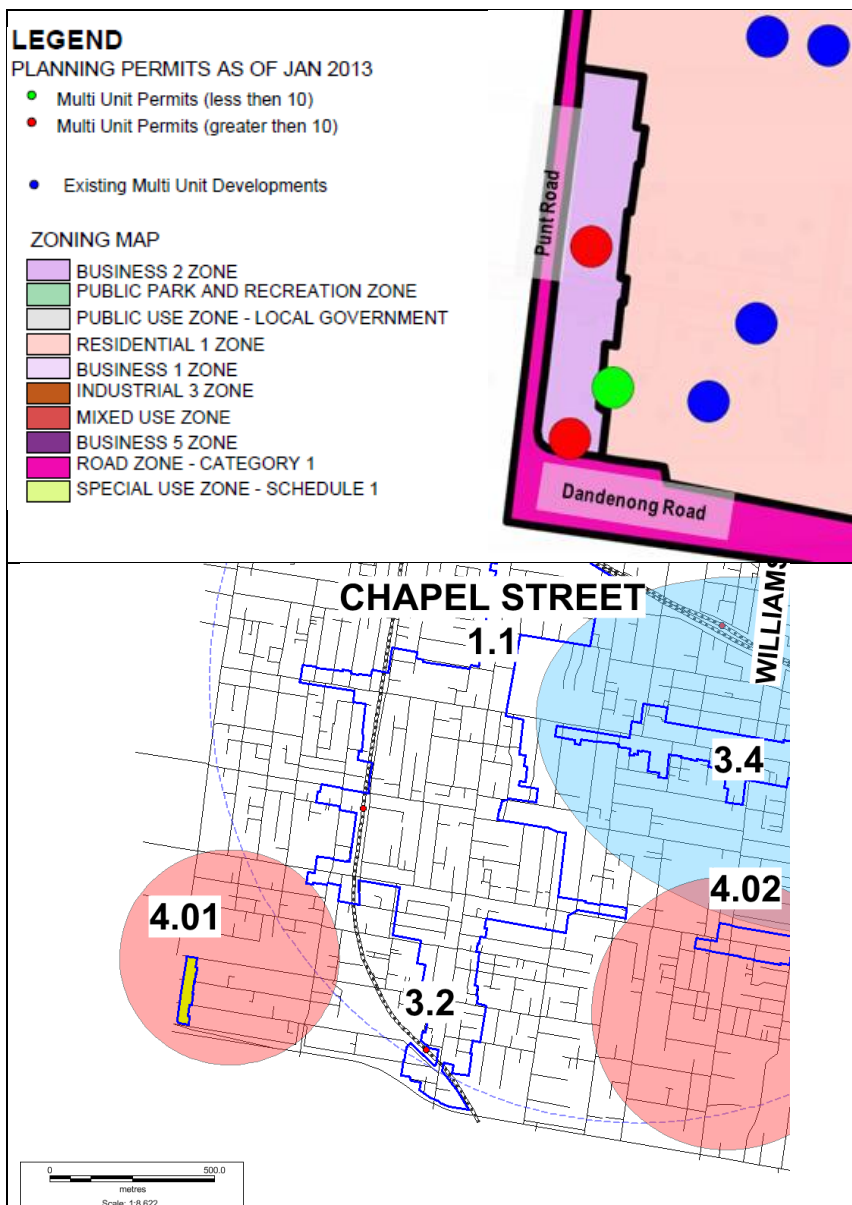 LEGEND
PLANNING PERMITS AS OF JAN 2013
Multi Unit Permits (less then 10)
Multi Unit Permits (greater then 10)
Existing Multi Unit Developments
ZONING MAP
BUSINESS 2 ZONE
PUBLIC PARK AND RECREATION ZONE
PUBLIC USE ZONE - LOCAL GOVERNMENT
RESIDENTIAL 1 ZONE
BUSINESS 1 ZONE
INDUSTRIAL 3 ZONE
MIXED USE ZONE
BUSINESS 5 ZONE
ROAD ZONE - CATEGORY 1
SPECIAL USE ZONE - SCHEDULE 1
Punt Road
Dandenong Road
CHAPEL STREET
1.1
WILLIAMS
3.4
4.02
4.01
3.2
0 500.0
metres
Scale: 1:8,622